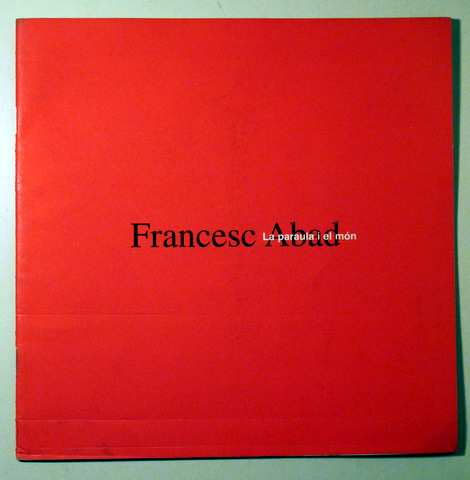 Francesc Abad
La paraula i el món